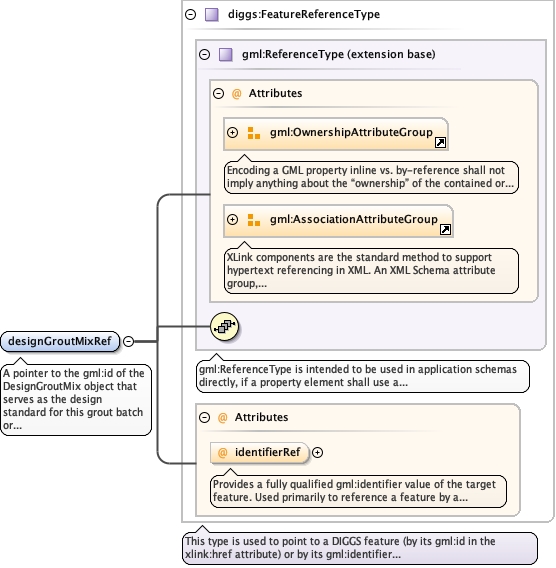 diggs:FeatureReferenceType
gml:ReferenceType (extension base)
@ Attributes
gml:OwnershipAttributeGroup
Encoding a GML property inline vs. by-reference shall not
imply anything about the “ownership” of the contained or...
gml:AssociationAttributeGroup
XLink components are the standard method to support
hypertext referencing in XML. An XML Schema attribute
group,...
designGroutMixRef
A pointer to the gml:id of the
DesignGroutMix object that
serves as the design
standard for this grout batch
or...
gml:ReferenceType is intended to be used in application schemas
directly, if a property element shall use a...
@ Attributes
@ identifierRef
Provides a fully qualified gml:identifier value of the target
feature. Used primarily to reference a feature by a...
This type is used to point to a DIGGS feature (by its gml:id in the
xlink:href attribute) or by its gml:identifier...